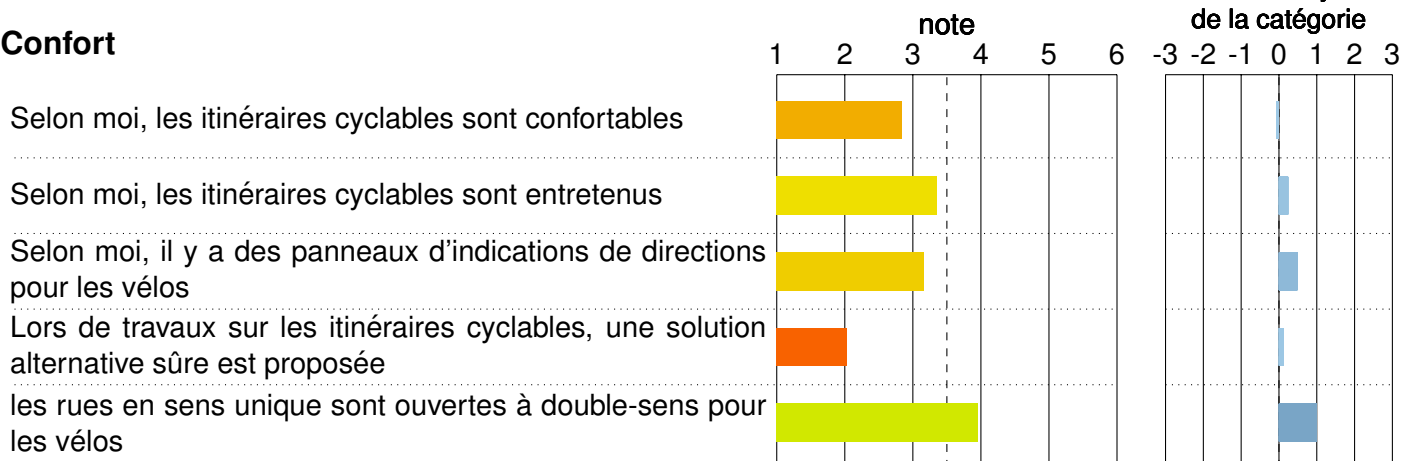 note
de la catégorie
Confort
1 2 3 4 5 6
-3 -2 -1 0 1 2 3
Selon moi, les itinéraires cyclables sont confortables
Selon moi, les itinéraires cyclables sont entretenus
Selon moi, il y a des panneaux d'indications de directions
pour les vélos
Lors de travaux sur les itinéraires cyclables, une solution
alternative sûre est proposée
les rues en sens unique sont ouvertes à double-sens pour
les vélos